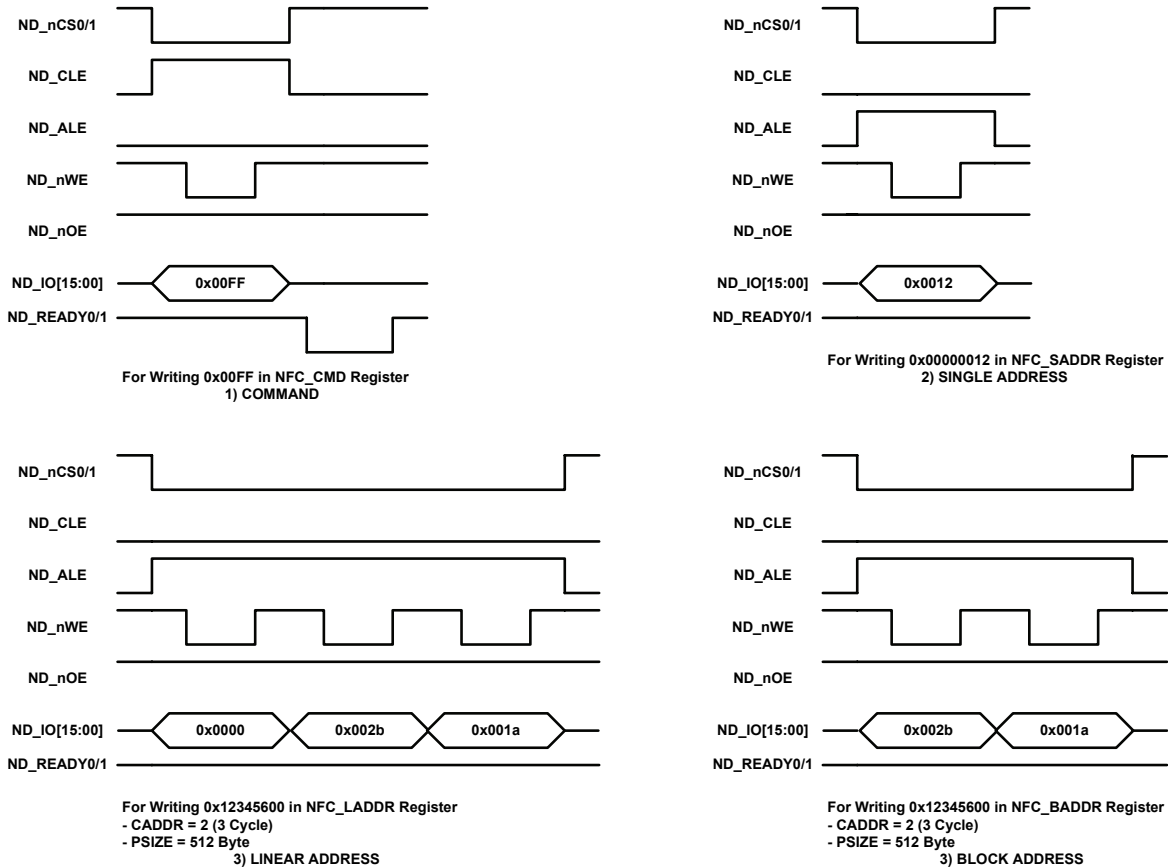 ND_nCS0/1
ND_CLE
ND_ALE
ND_nWE
ND_nOE
ND_IO[15:00]
0x00FF
ND_READY0/1
For Writing 0x00FF in NFC_CMD Register
1) COMMAND
ND_nCS0/1
ND_CLE
ND_ALE
ND_nWE
ND_nOE
ND_IO[15:00]
0x0012
ND_READY0/1
For Writing 0x00000012 in NFC_SADDR Register
2) SINGLE ADDRESS
ND_nCS0/1
ND_CLE
ND_ALE
ND_nWE
ND_nOE
ND_IO[15:00]
0x0000
0x002b
0x001a
ND_READY0/1
For Writing 0x12345600 in NFC_LADDR Register
- CADDR = 2 (3 Cycle)
- PSIZE = 512 Byte
3) LINEAR ADDRESS
ND_nCS0/1
ND_CLE
ND_ALE
ND_nWE
ND_nOE
ND_IO[15:00]
0x002b
0x001a
ND_READY0/1
For Writing 0x12345600 in NFC_BADDR Register
- CADDR = 2 (3 Cycle)
- PSIZE = 512 Byte
3) BLOCK ADDRESS